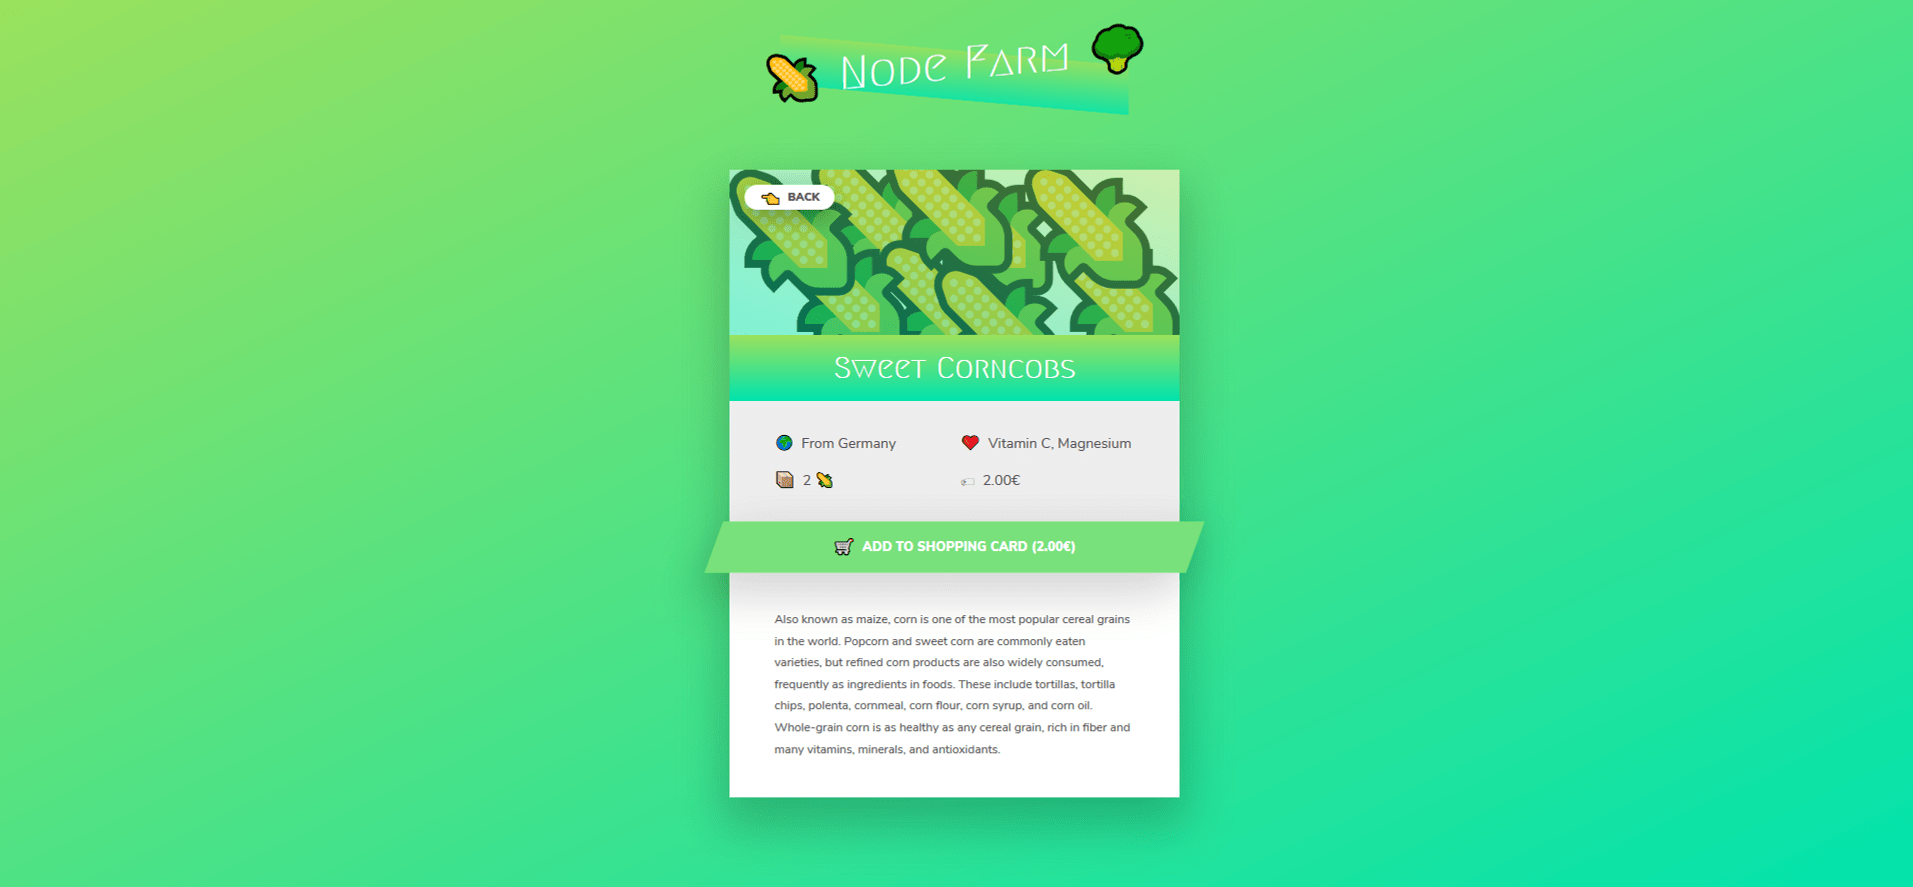 Node Farm
BACK
Sweet Corncobs
From Germany
Vitamin C, Magnesium
2
2.00€
ADD TO SHOPPING CARD (2.00€)
Also known as maize, corn is one of the most popular cereal grains
in the world. Popcorn and sweet corn are commonly eaten
varieties, but refined corn products are also widely consumed,
frequently as ingredients in foods. These include tortillas, tortilla
chips, polenta, cornmeal, corn flour, corn syrup, and corn oil.
Whole-grain corn is as healthy as any cereal grain, rich in fiber and
many vitamins, minerals, and antioxidants.